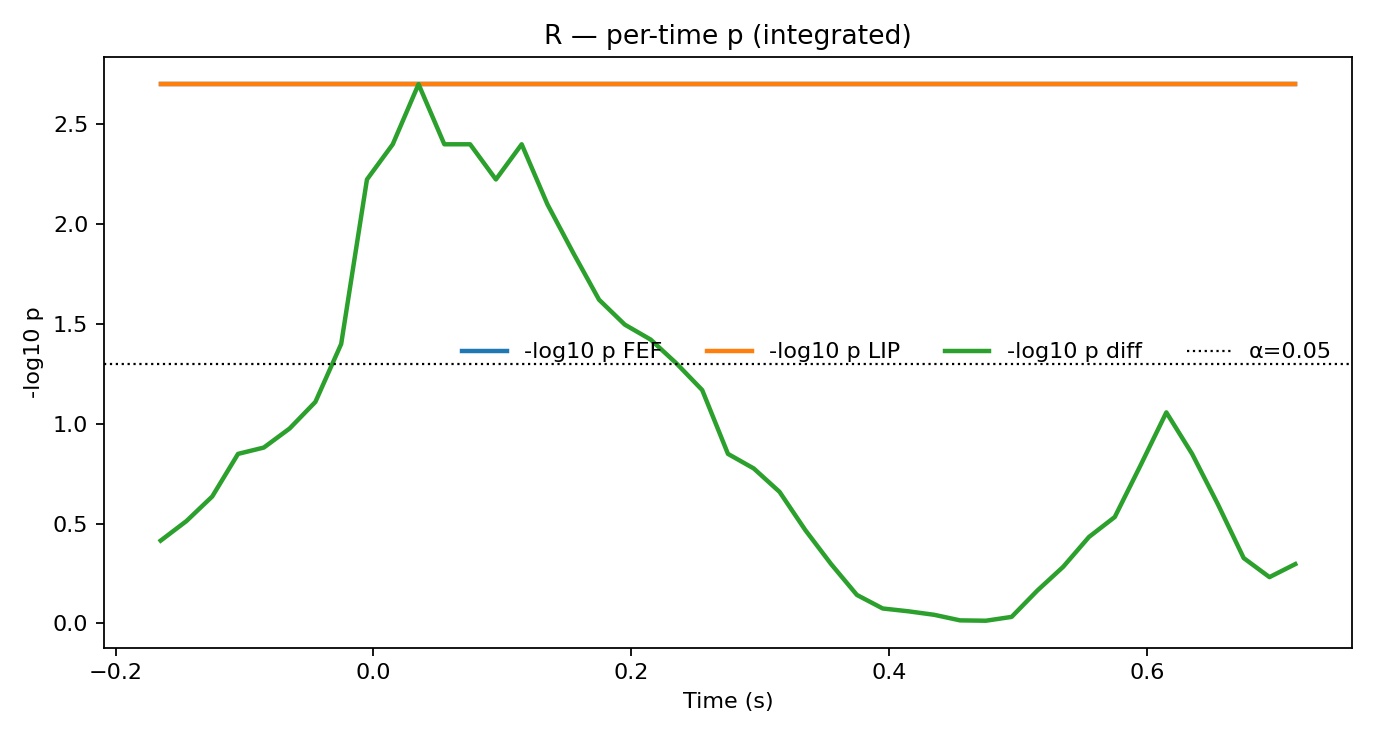 R — per-time p (integrated)
-log10 p
2.5
2.0
1.5
1.0
0.5
0.0
-log10 p FEF -log10 p LIP -log10 p diff α=0.05
−0.2 0.0 0.2 0.4 0.6
Time (s)